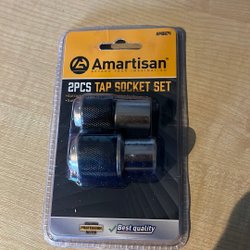 Amartisan
2PCS TAP SOCKET SET
Best quality